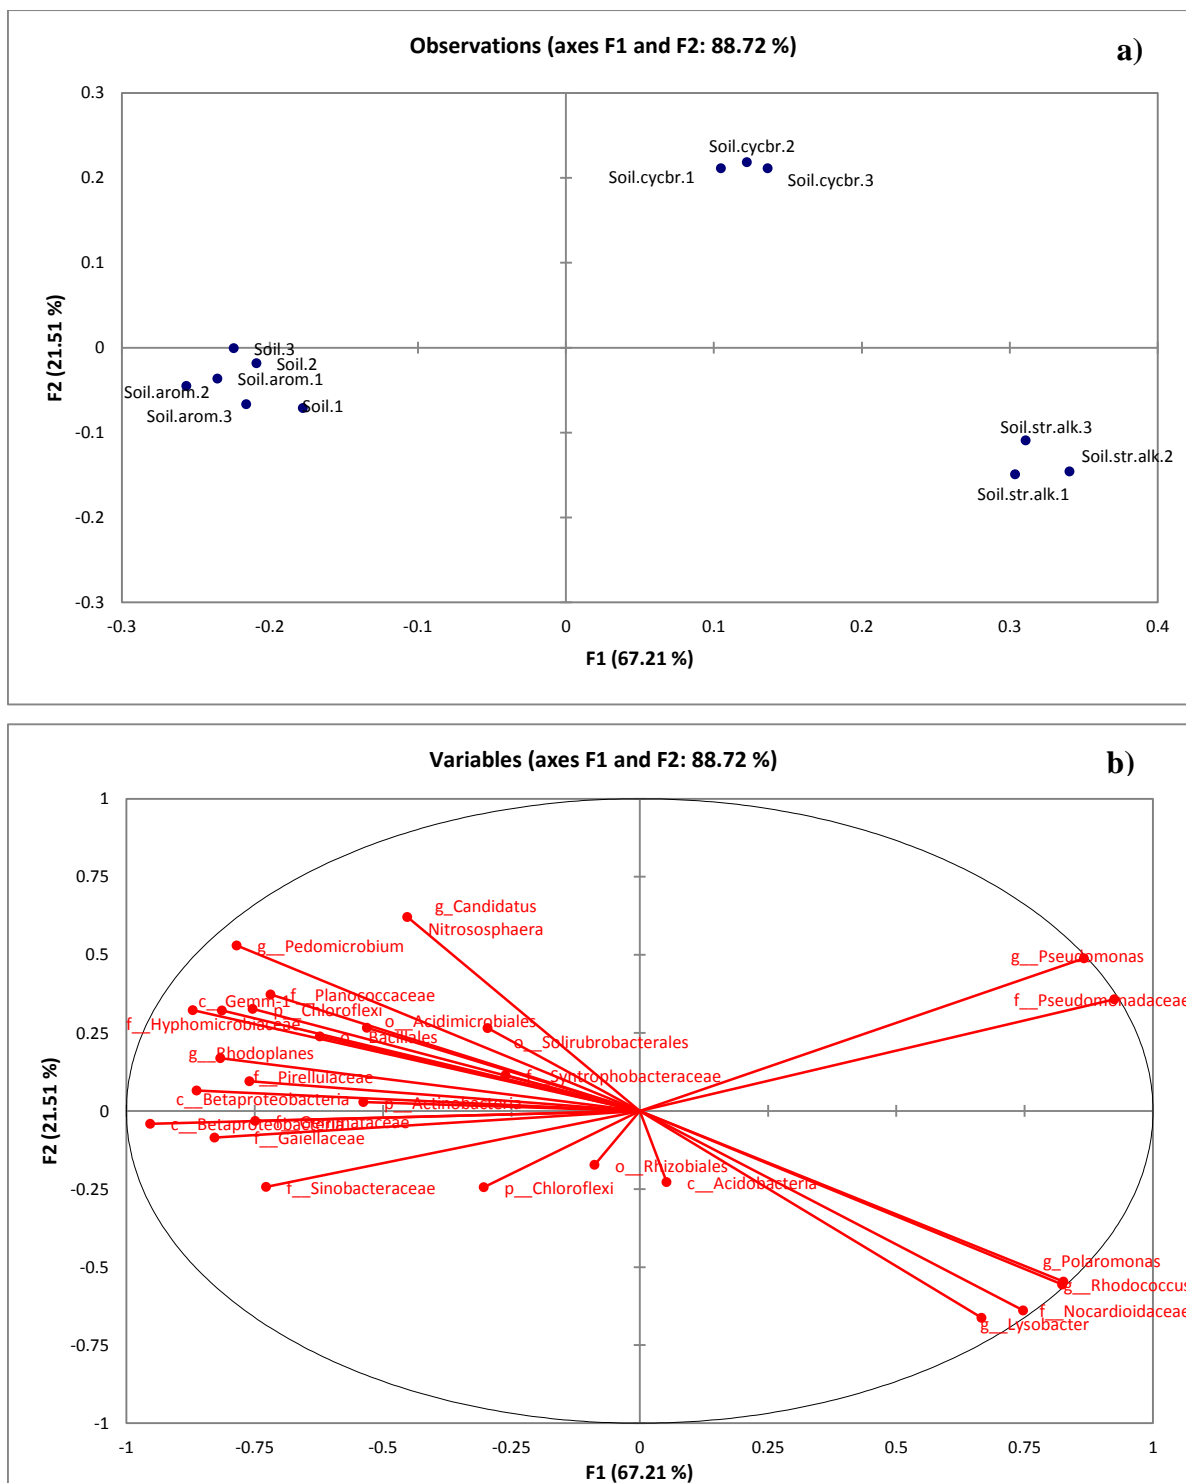 Observations (axes F1 and F2: 88.72 %)
a)
0.3
0.2
0.1
0
-0.1
-0.2
-0.3
F2 (21.51 %)
Soil.cycbr.2
Soil.cycbr.1
Soil.cycbr.3
Soil.3
Soil.2
Soil.arom.1
Soil.arom.2
Soil.1
Soil.arom.3
Soil.str.alk.3
Soil.str.alk.2
Soil.str.alk.1
-0.3
-0.2
-0.1
0
0.1
0.2
0.3
0.4
F1 (67.21 %)
Variables (axes F1 and F2: 88.72 %)
b)
1
0.75
0.5
0.25
0
-0.25
-0.5
-0.75
-1
F2 (21.51 %)
g_Candidatus
Nitrososphaera
g__Pedomicrobium
g__Pseudomonas
f__Planococcaceae
c__Gemm-1
p__Chloroflexi
f__Pseudomonadaceae
f__Hyphomicrobiaceae
o__Acidimicrobiales
o__Bacillales
o__Solirubrobacterales
g__Rhodoplanes
f__Pirellulaceae
f__Syntrophobacteraceae
c__Betaproteobacteria
p__Actinobacteria
c__Betaproteobacteria
f__Gaiellaceae
o__Rhizobiales
f__Sinobacteraceae
p__Chloroflexi
c__Acidobacteria
g_Polaromonas
g__Rhodococcus
f__Nocardioidaceae
g__Lysobacter
-1
-0.75
-0.5
-0.25
0
0.25
0.5
0.75
1
F1 (67.21 %)